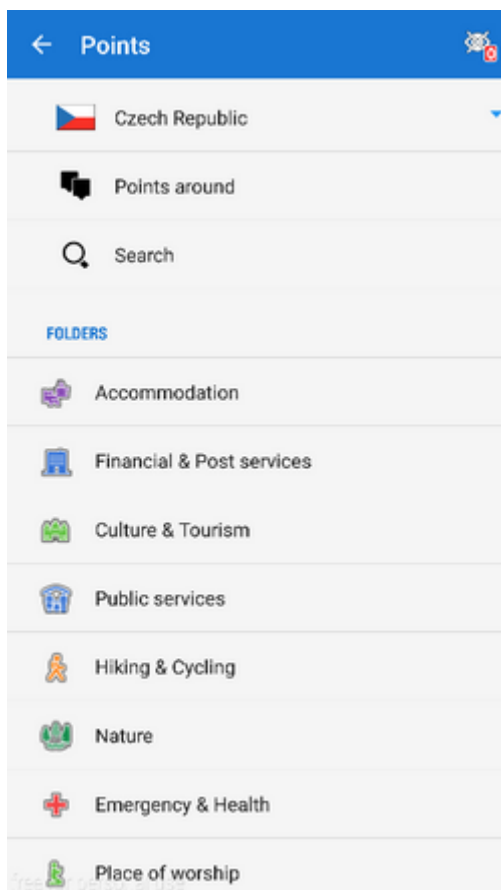 Points
Czech Republic
Points around
Search
FOLDERS
Accommodation
Financial & Post services
Culture & Tourism
Public services
Hiking & Cycling
Nature
Emergency & Health
Place of worship